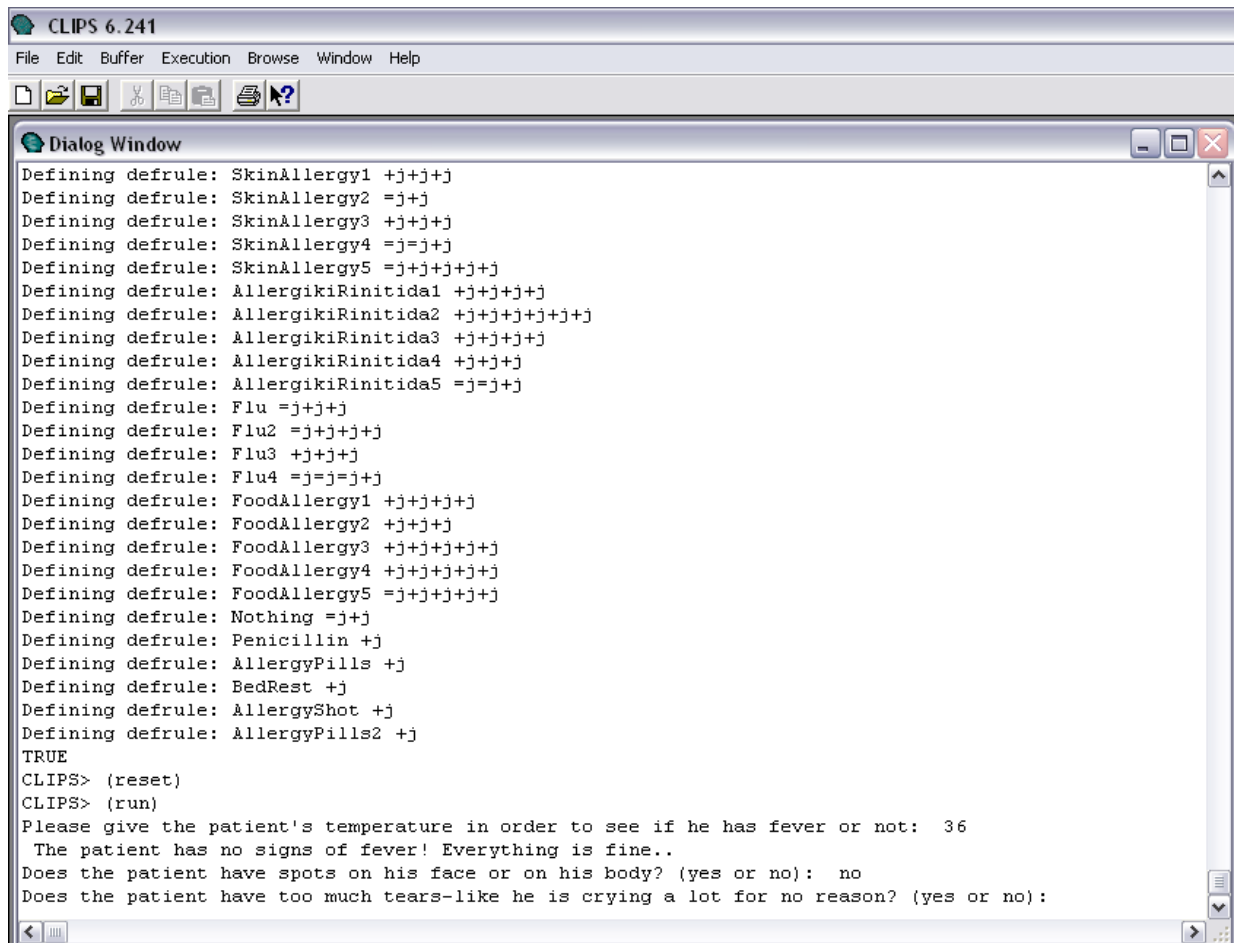 CLIPS 6.241
File Edit Buffer Execution Browse Window Help
Dialog Window
Defining defrule: SkinAllergy1 +j+j+j
Defining defrule: SkinAllergy2 =j+j
Defining defrule: SkinAllergy3 +j+j+j
Defining defrule: SkinAllergy4 =j=j+j
Defining defrule: SkinAllergy5 =j+j+j+j+j
Defining defrule: AllergikiRinitida1 +j+j+j+j
Defining defrule: AllergikiRinitida2 +j+j+j+j+j+j
Defining defrule: AllergikiRinitida3 +j+j+j+j
Defining defrule: AllergikiRinitida4 +j+j+j
Defining defrule: AllergikiRinitida5 =j=j+j
Defining defrule: Flu =j+j+j
Defining defrule: Flu2 =j+j+j+j
Defining defrule: Flu3 +j+j+j
Defining defrule: Flu4 =j=j=j+j
Defining defrule: FoodAllergy1 +j+j+j+j
Defining defrule: FoodAllergy2 +j+j+j
Defining defrule: FoodAllergy3 +j+j+j+j+j
Defining defrule: FoodAllergy4 +j+j+j+j+j
Defining defrule: FoodAllergy5 =j+j+j+j+j
Defining defrule: Nothing =j+j
Defining defrule: Penicillin +j
Defining defrule: AllergyPills +j
Defining defrule: BedRest +j
Defining defrule: AllergyShot +j
Defining defrule: AllergyPills2 +j
TRUE
CLIPS> (reset)
CLIPS> (run)
Please give the patient's temperature in order to see if he has fever or not:  36
 The patient has no signs of fever! Everything is fine..
Does the patient have spots on his face or on his body? (yes or no):  no
Does the patient have too much tears-like he is crying a lot for no reason? (yes or no):